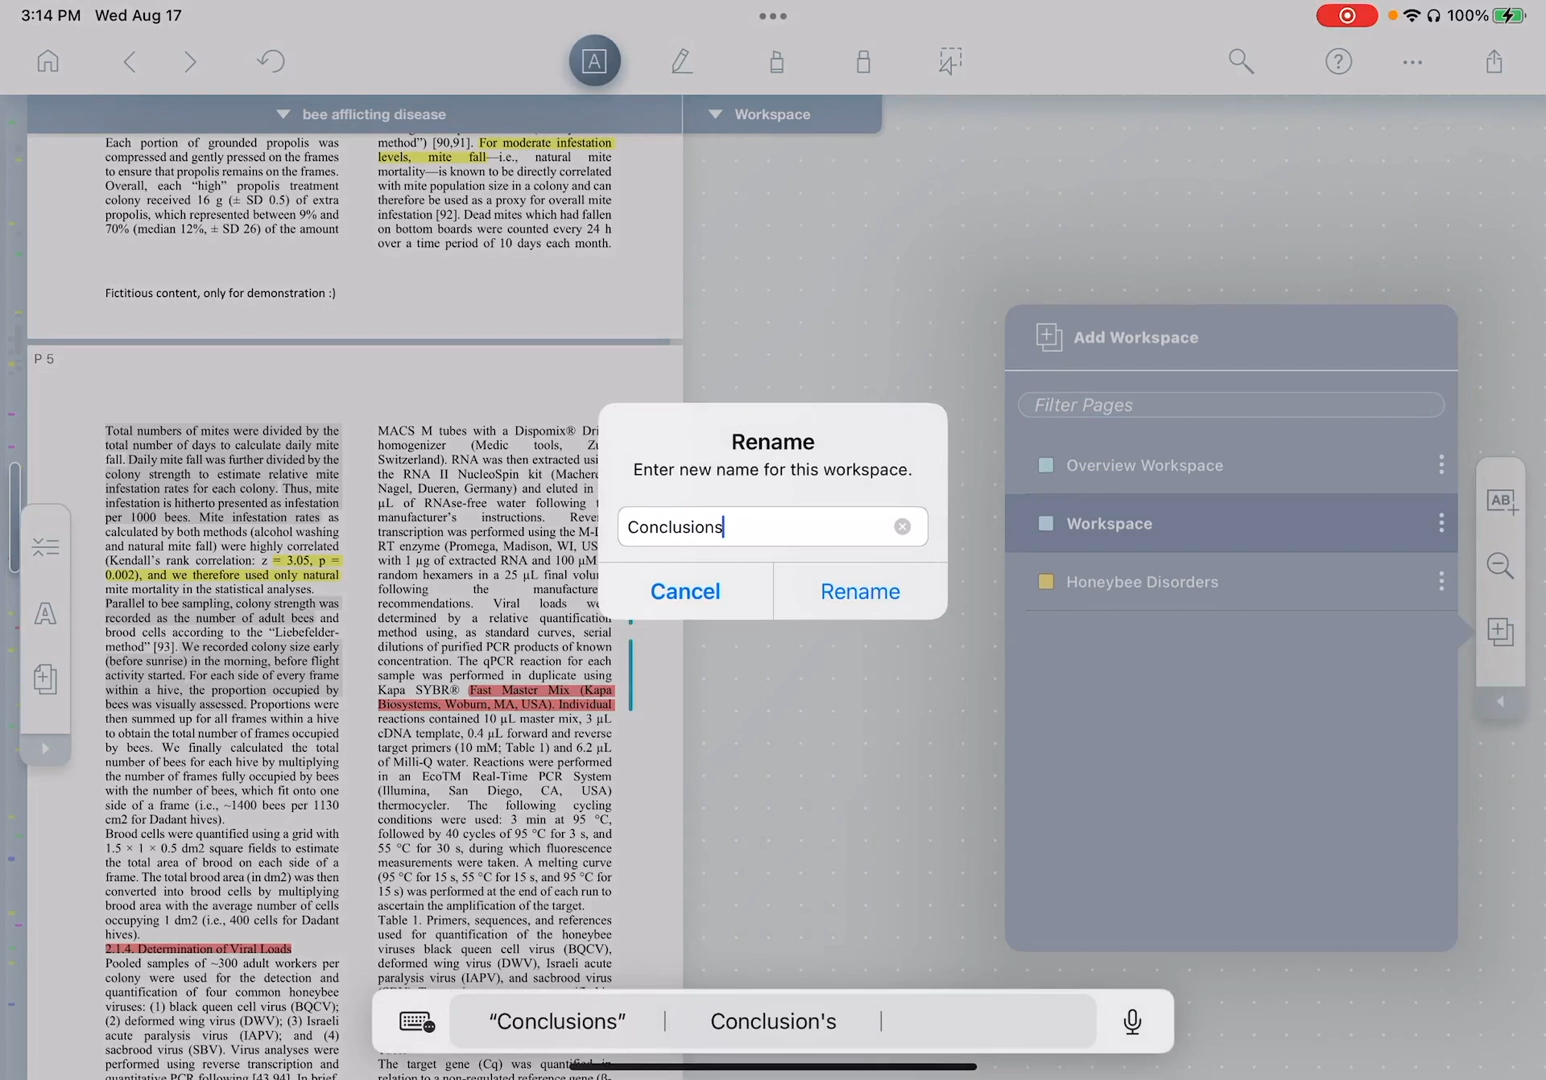 3:14 PM Wed Aug 17
100%
A
bee afflicting disease
Workspace
Each portion of grounded propolis was
compressed and gently pressed on the frames
to ensure that propolis remains on the frames.
Overall, each “high” propolis treatment
colony received 16 g (± SD 0.5) of extra
propolis, which represented between 9% and
70% (median 12%, ± SD 26) of the amount
method”) [90,91]. For moderate infestation
levels, mite fall—i.e., natural mite
mortality—is known to be directly correlated
with mite population size in a colony and can
therefore be used as a proxy for overall mite
infestation [92]. Dead mites which had fallen
on bottom boards were counted every 24 h
over a time period of 10 days each month.
Fictitious content, only for demonstration :)
P 5
Total numbers of mites were divided by the
total number of days to calculate daily mite
fall. Daily mite fall was further divided by the
colony strength to estimate relative mite
infestation rates for each colony. Thus, mite
infestation is hitherto presented as infestation
per 1000 bees. Mite infestation rates as
calculated by both methods (alcohol washing
and natural mite fall) were highly correlated
(Kendall’s rank correlation: z = 3.05, p =
0.002), and we therefore used only natural
mite mortality in the statistical analyses.
Parallel to bee sampling, colony strength was
recorded as the number of adult bees and
brood cells according to the “Liebefelder-
method” [93]. We recorded colony size early
(before sunrise) in the morning, before flight
activity started. For each side of every frame
within a hive, the proportion occupied by
bees was visually assessed. Proportions were
then summed up for all frames within a hive
to obtain the total number of frames occupied
by bees. We finally calculated the total
number of bees for each hive by multiplying
the number of frames fully occupied by bees
with the number of bees, which fit onto one
side of a frame (i.e., ~1400 bees per 1130
cm2 for Dadant hives).
Brood cells were quantified using a grid with
1.5 × 1 × 0.5 dm2 square fields to estimate
the total area of brood on each side of a
frame. The total brood area (in dm2) was then
converted into brood cells by multiplying
brood area with the average number of cells
occupying 1 dm2 (i.e., 400 cells for Dadant
hives).
2.1.4. Determination of Viral Loads
Pooled samples of ~300 adult workers per
colony were used for the detection and
quantification of four common honeybee
viruses: (1) black queen cell virus (BQCV);
(2) deformed wing virus (DWV); (3) Israeli
acute paralysis virus (IAPV); and (4)
sacbrood virus (SBV). Virus analyses were
performed using reverse transcription and
quantitative PCR following [43,94]. In brief,
MACS M tubes with a Dispomix® Dri
homogenizer (Medic tools, Zu
Switzerland). RNA was then extracted usi
the RNA II NucleoSpin kit (Machere
Nagel, Dueren, Germany) and eluted in
µL of RNAse-free water following t
manufacturer’s instructions. Rever
transcription was performed using the M-L
RT enzyme (Promega, Madison, WI, US
with 1 µg of extracted RNA and 100 µM
random hexamers in a 25 µL final volu
following the manufacture
recommendations. Viral loads we
determined by a relative quantification
method using, as standard curves, serial
dilutions of purified PCR products of known
concentration. The qPCR reaction for each
sample was performed in duplicate using
Kapa SYBR® Fast Master Mix (Kapa
Biosystems, Woburn, MA, USA). Individual
reactions contained 10 µL master mix, 3 µL
cDNA template, 0.4 µL forward and reverse
target primers (10 mM; Table 1) and 6.2 µL
of Milli-Q water. Reactions were performed
in an EcoTM Real-Time PCR System
(Illumina, San Diego, CA, USA)
thermocycler. The following cycling
conditions were used: 3 min at 95 °C,
followed by 40 cycles of 95 °C for 3 s, and
55 °C for 30 s, during which fluorescence
measurements were taken. A melting curve
(95 °C for 15 s, 55 °C for 15 s, and 95 °C for
15 s) was performed at the end of each run to
ascertain the amplification of the target.
Table 1. Primers, sequences, and references
used for quantification of the honeybee
viruses black queen cell virus (BQCV),
deformed wing virus (DWV), Israeli acute
paralysis virus (IAPV), and sacbrood virus
The target gene (Cq) was quantified in
relation to a non-regulated reference gene (β-
Rename
Enter new name for this workspace.
Conclusions
Cancel
Rename
Add Workspace
Filter Pages
Overview Workspace
Workspace
Honeybee Disorders
AB
A
“Conclusions”
Conclusion's